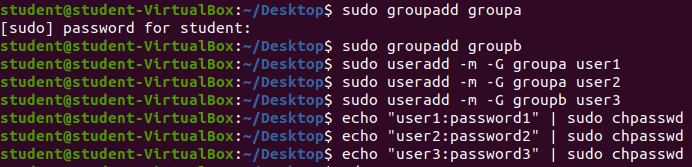 student@student-VirtualBox:~/Desktop$ sudo groupadd groupa
[sudo] password for student:
student@student-VirtualBox:~/Desktop$ sudo groupadd groupb
student@student-VirtualBox:~/Desktop$ sudo useradd -m -G groupa user1
student@student-VirtualBox:~/Desktop$ sudo useradd -m -G groupa user2
student@student-VirtualBox:~/Desktop$ sudo useradd -m -G groupb user3
student@student-VirtualBox:~/Desktop$ echo "user1:password1" | sudo chpasswd
student@student-VirtualBox:~/Desktop$ echo "user2:password2" | sudo chpasswd
student@student-VirtualBox:~/Desktop$ echo "user3:password3" | sudo chpasswd